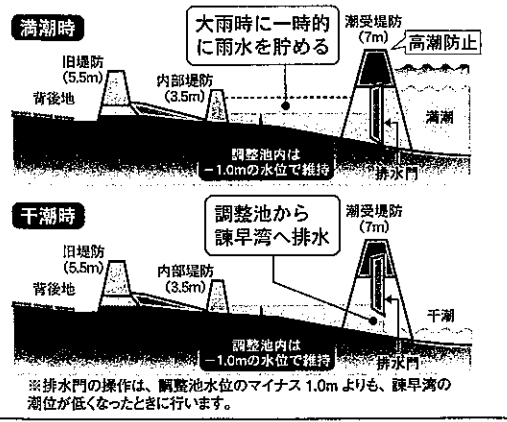 満潮時
大雨時に一時的
に雨水を貯める
潮受堤防
(7m)
高潮防止
旧堤防
(5.5m)
内部堤防
(3.5m)
背後地
満潮
調整池内は
－1.0mの水位で維持
排水門
干潮時
調整池から
諫早湾へ排水
潮受堤防
(7m)
旧堤防
(5.5m)
内部堤防
(3.5m)
背後地
干潮
調整池内は
－1.0mの水位で維持
排水門
※排水門の操作は、調整池水位のマイナス1.0mよりも、諫早湾の
潮位が低くなったときに行います。